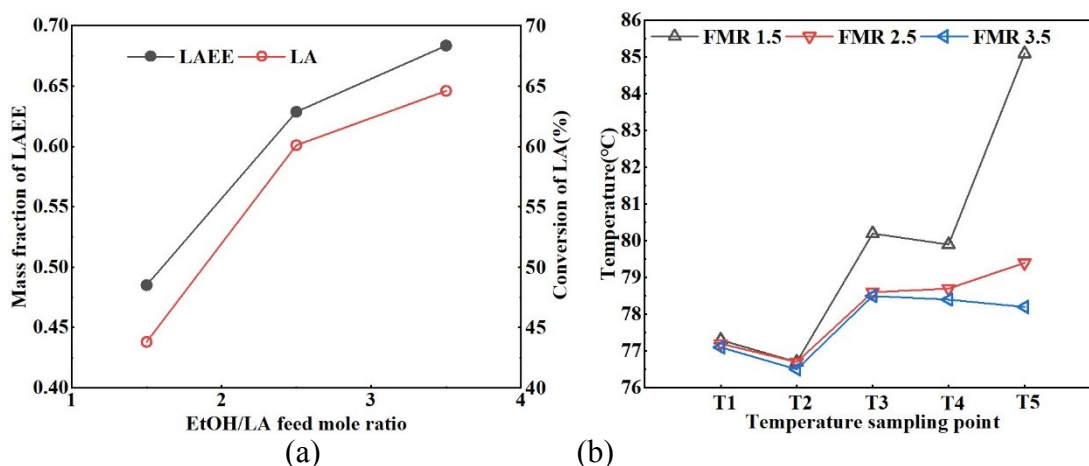 0.70
0.65
0.60
0.55
0.50
0.45
0.40
Mass fraction of LAEE
LAEE
LA
70
65
60
55
50
45
40
Conversion of LA(%)
1
2
3
4
EtOH/LA feed mole ratio
(a)
86
85
84
83
82
81
80
79
78
77
76
Temperature(°C)
FMR 1.5
FMR 2.5
FMR 3.5
T1
T2
T3
T4
T5
Temperature sampling point
(b)